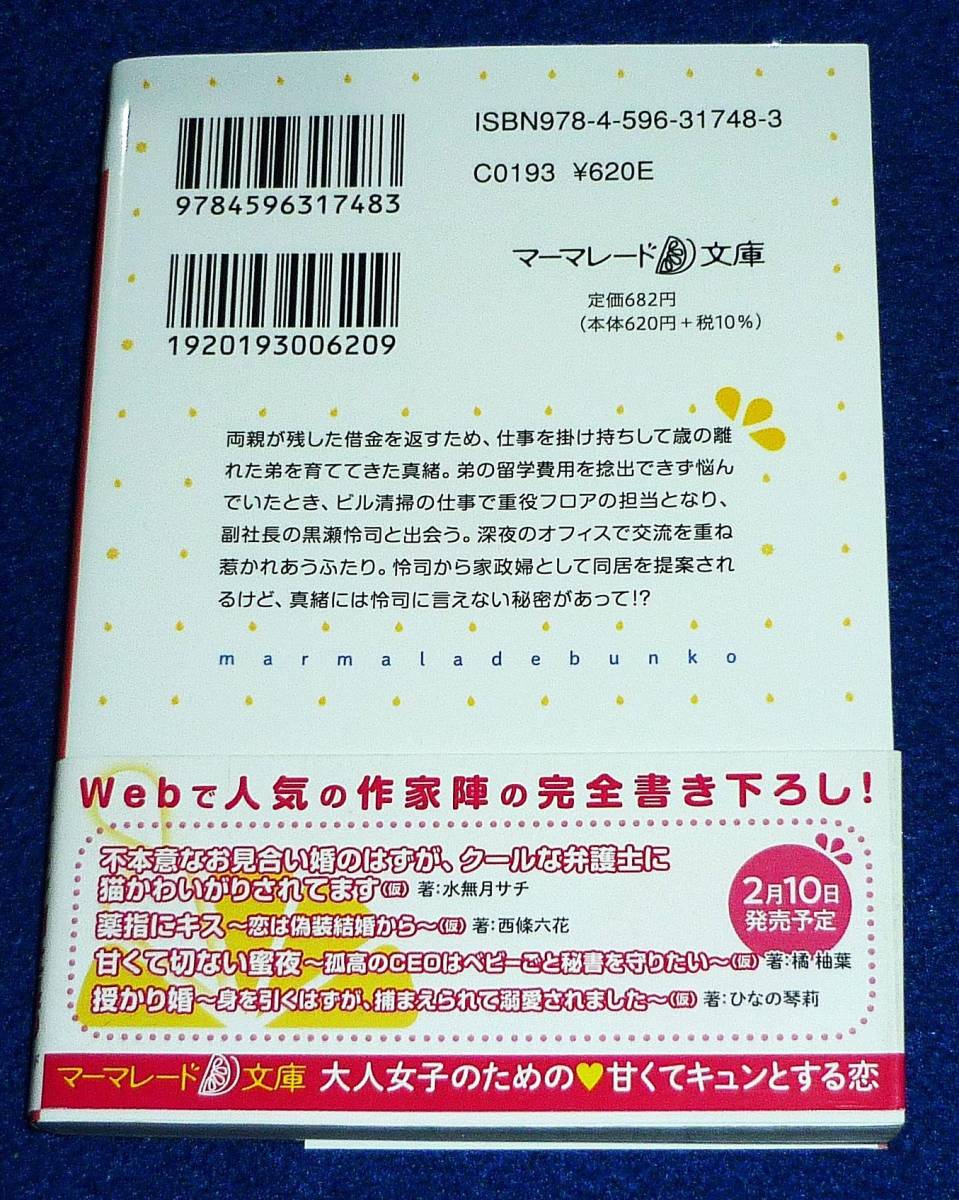 ISBN978-4-596-31748-3
C0193 ¥620E
9784596317483
マーマレード文庫
定価682円
(本体620円+税10%)
1920193006209
両親が残した借金を返すため、仕事を掛け持ちして歳の離
れた弟を育ててきた真緒。弟の留学費用を捻出できず悩ん
でいたとき、ビル清掃の仕事で重役フロアの担当となり、
副社長の黒瀬怜司と出会う。深夜のオフィスで交流を重ね
惹かれあうふたり。怜司から家政婦として同居を提案され
るけど、真緒には怜司に言えない秘密があって!?
marmaladebunko
Webで人気の作家陣の完全書き下ろし!
不本意なお見合い婚のはずが、クールな弁護士に
猫かわいがりされてます(仮) 著:水無月サチ
薬指にキス~恋は偽装結婚から~(仮) 著:西條六花
甘くて切ない蜜夜~孤高のCEOはベビーごと秘書を守りたい~(仮) 著:橘 柚葉
授かり婚~身を引くはずが、捕まえられて溺愛されました~(仮) 著:ひなの琴莉
2月10日
発売予定
マーマレード文庫 大人女子のための♥甘くてキュンとする恋